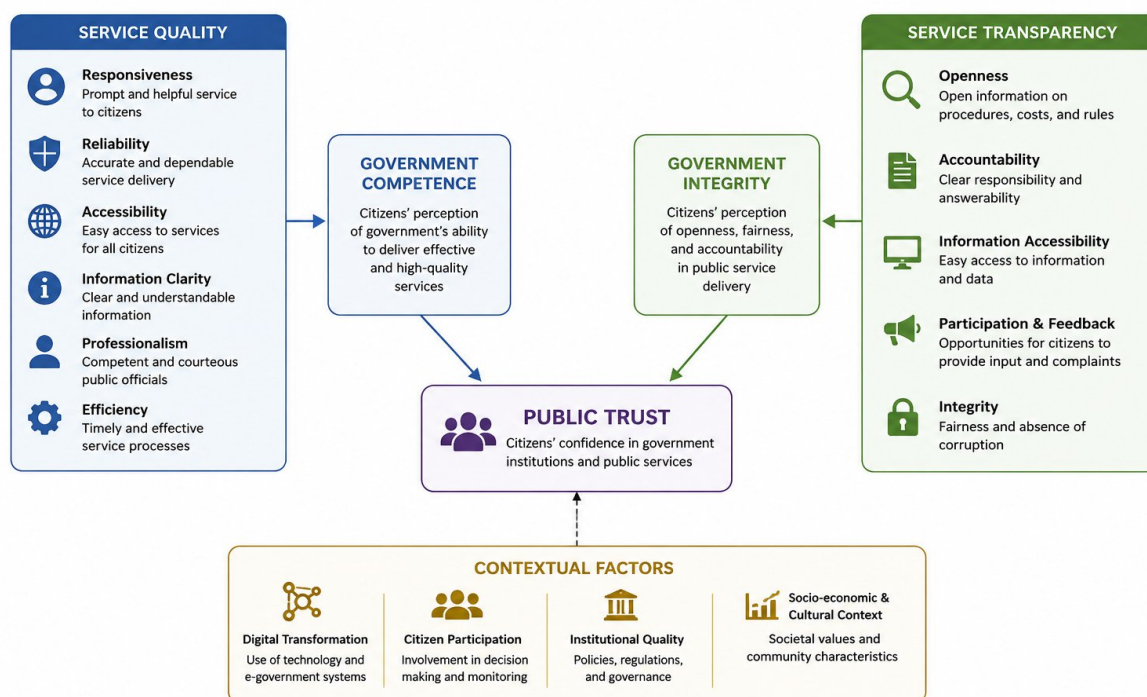 SERVICE QUALITY
Responsiveness
Prompt and helpful service
to citizens
Reliability
Accurate and dependable
service delivery
Accessibility
Easy access to services
for all citizens
Information Clarity
Clear and understandable
information
Professionalism
Competent and courteous
public officials
Efficiency
Timely and effective
service processes
GOVERNMENT
COMPETENCE
Citizens' perception
of government's ability
to deliver effective
and high-quality
services
GOVERNMENT
INTEGRITY
Citizens' perception
of openness, fairness,
and accountability
in public service
delivery
SERVICE TRANSPARENCY
Openness
Open information on
procedures, costs, and rules
Accountability
Clear responsibility and
answerability
Information Accessibility
Easy access to information
and data
Participation & Feedback
Opportunities for citizens to
provide input and complaints
Integrity
Fairness and absence of
corruption
PUBLIC TRUST
Citizens' confidence in government
institutions and public services
CONTEXTUAL FACTORS
Digital Transformation
Use of technology and
e-government systems
Citizen Participation
Involvement in decision
making and monitoring
Institutional Quality
Policies, regulations,
and governance
Socio-economic &
Cultural Context
Societal values and
community characteristics